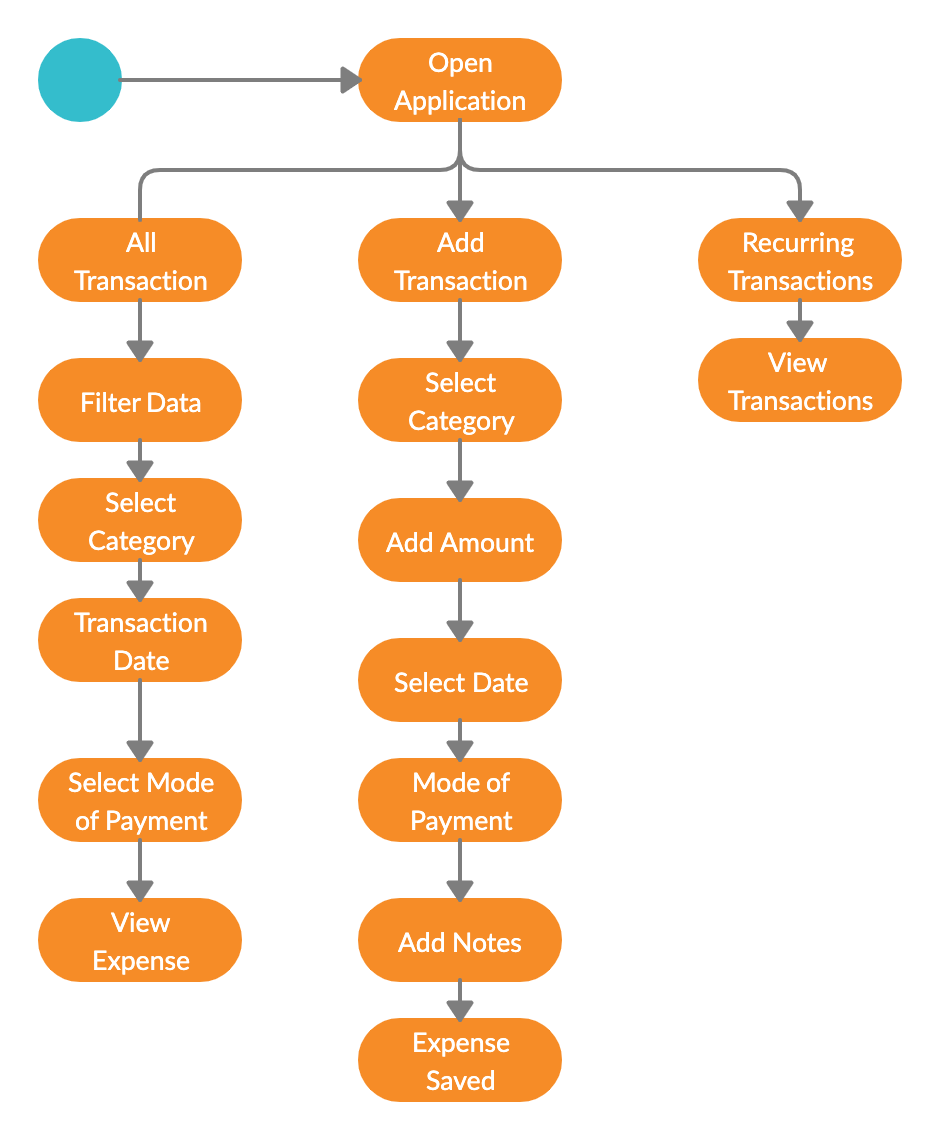 Open
Application
All
Transaction
Filter Data
Select
Category
Transaction
Date
Select Mode
of Payment
View
Expense
Add
Transaction
Select
Category
Add Amount
Select Date
Mode of
Payment
Add Notes
Expense
Saved
Recurring
Transactions
View
Transactions